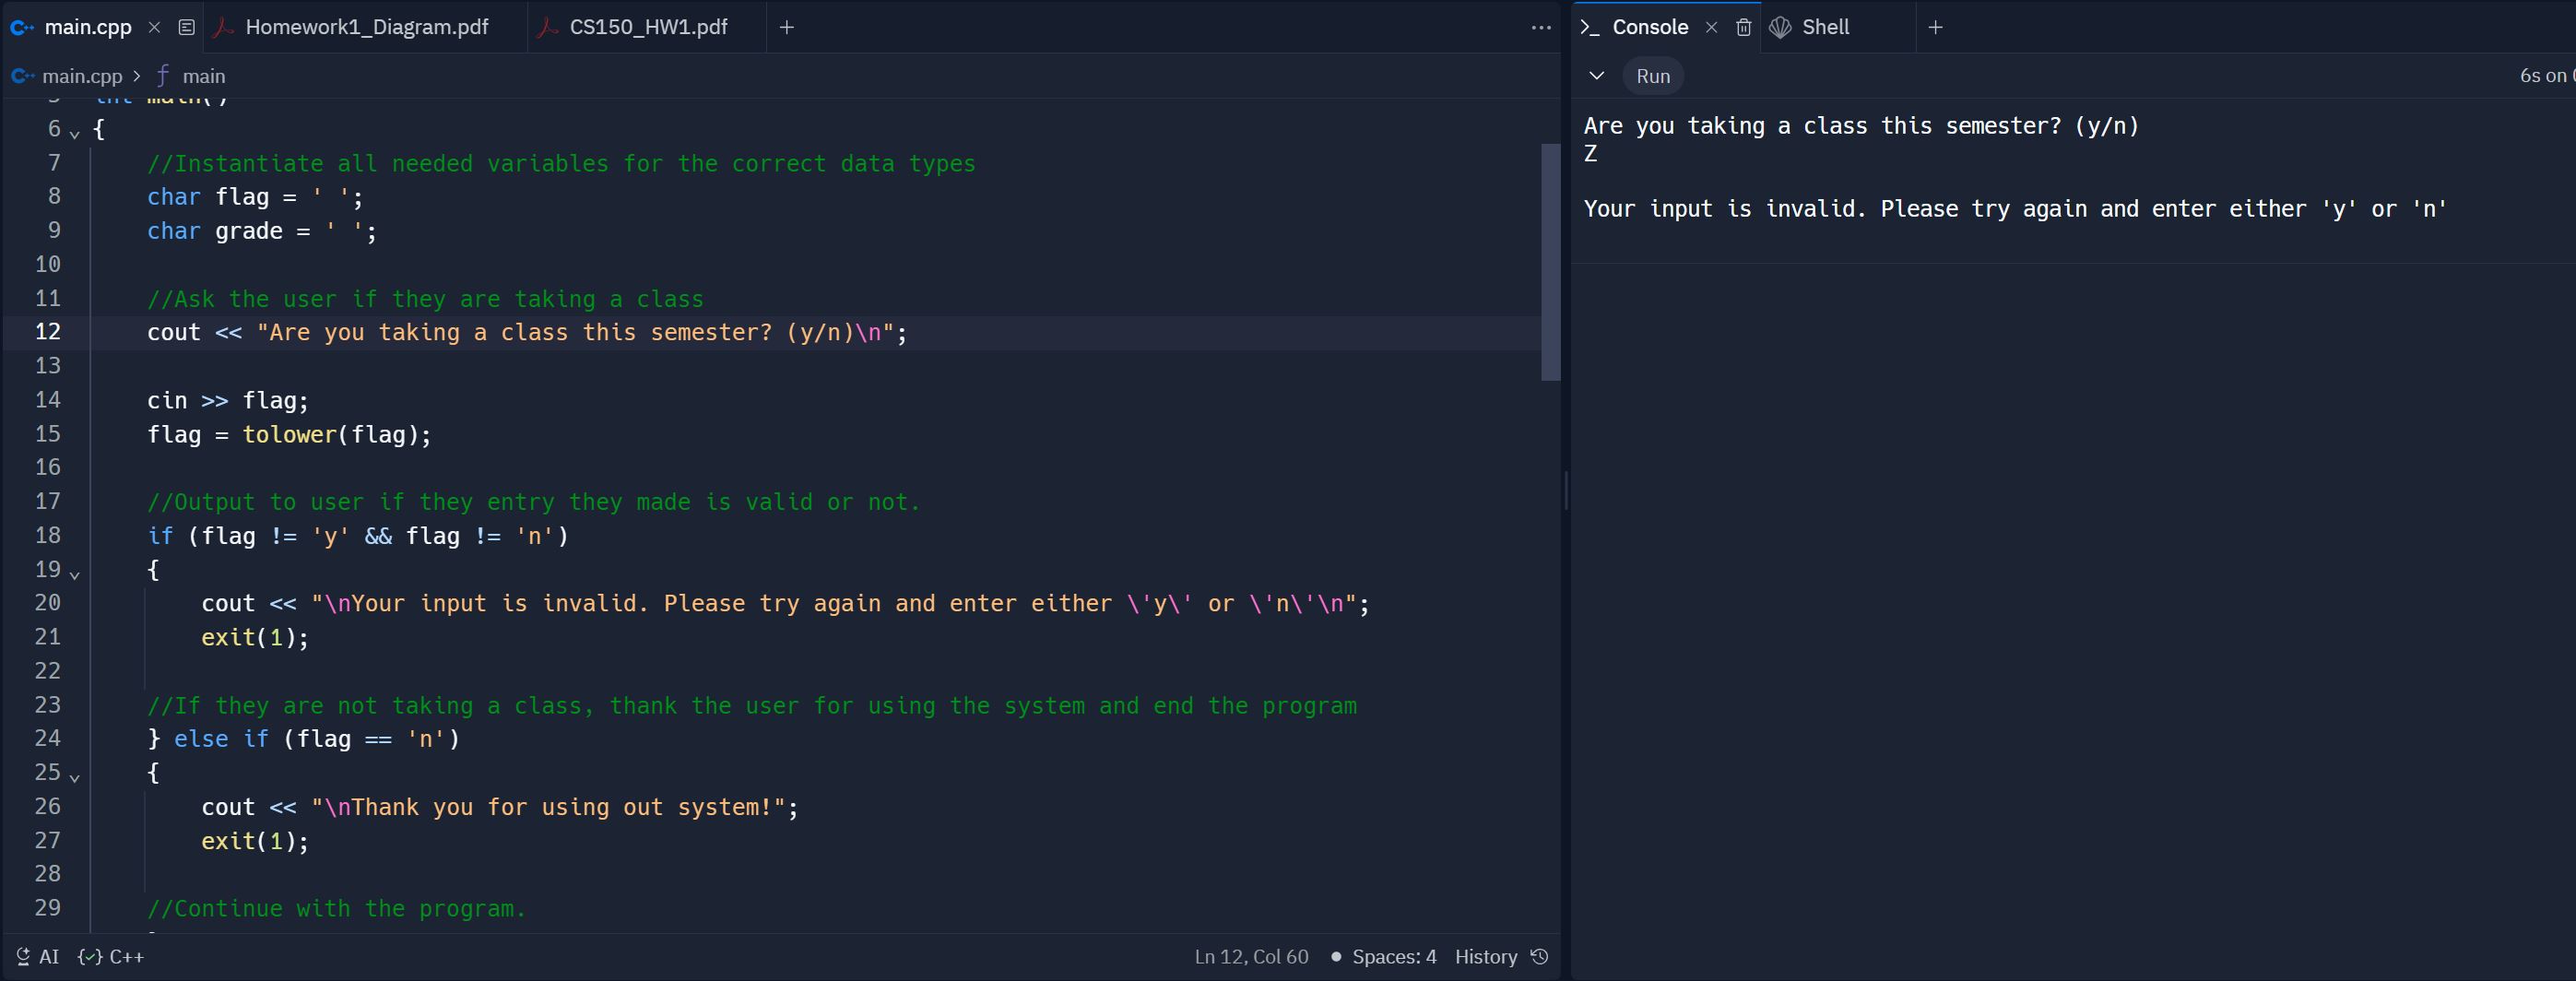 main.cpp Homework1_Diagram.pdf CS150_HW1.pdf
main.cpp > f main
5 int main()
6 {
7 //Instantiate all needed variables for the correct data types
8 char flag = ' ';
9 char grade = ' ';
10
11 //Ask the user if they are taking a class
12 cout << "Are you taking a class this semester? (y/n)\n";
13
14 cin >> flag;
15 flag = tolower(flag);
16
17 //Output to user if they entry they made is valid or not.
18 if (flag != 'y' && flag != 'n')
19 {
20 cout << "\nYour input is invalid. Please try again and enter either \'y\' or \'n\'\n";
21 exit(1);
22
23 //If they are not taking a class, thank the user for using the system and end the program
24 } else if (flag == 'n')
25 {
26 cout << "\nThank you for using out system!";
27 exit(1);
28
29 //Continue with the program.
AI C++ Ln 12, Col 60 Spaces: 4 History
Console Shell
Run 6s on
Are you taking a class this semester? (y/n)
Z
Your input is invalid. Please try again and enter either 'y' or 'n'